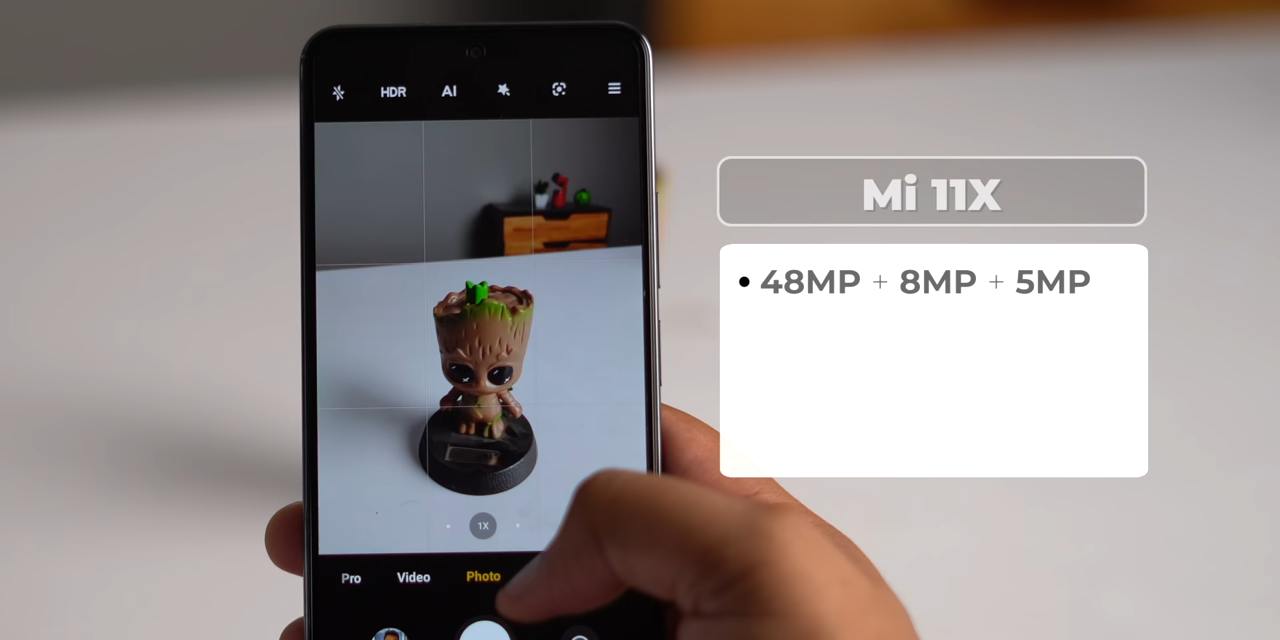 HDR AI
Mi 11X
• 48MP + 8MP + 5MP
1X
Pro Video Photo